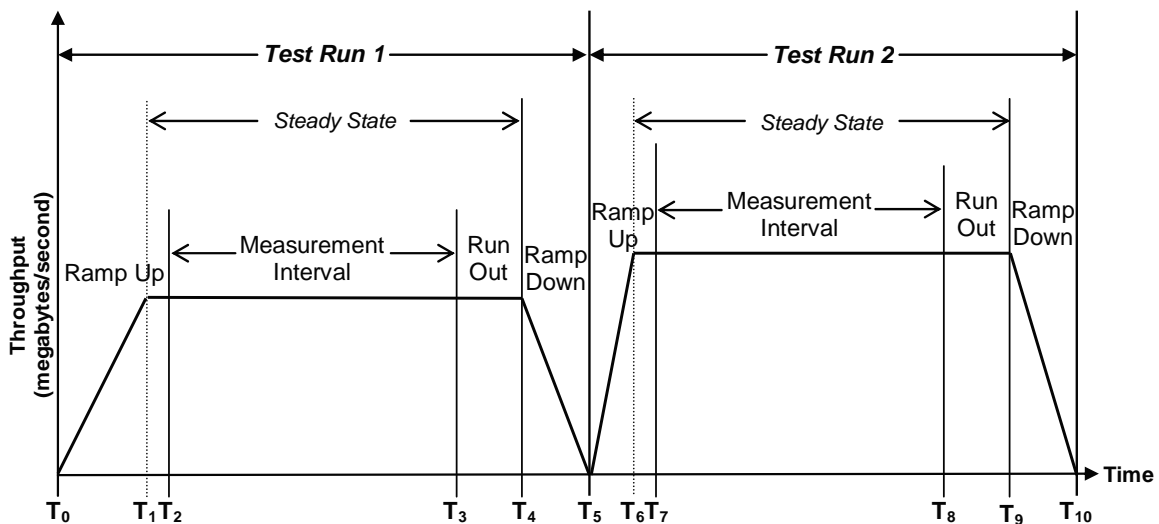 Test Run 1
Test Run 2
Steady State
Steady State
Throughput
(megabytes/second)
Ramp Up
Measurement
Interval
Run
Out
Ramp
Down
Ramp
Up
Measurement
Interval
Run
Out
Ramp
Down
Time
T0
T1
T2
T3
T4
T5
T6
T7
T8
T9
T10